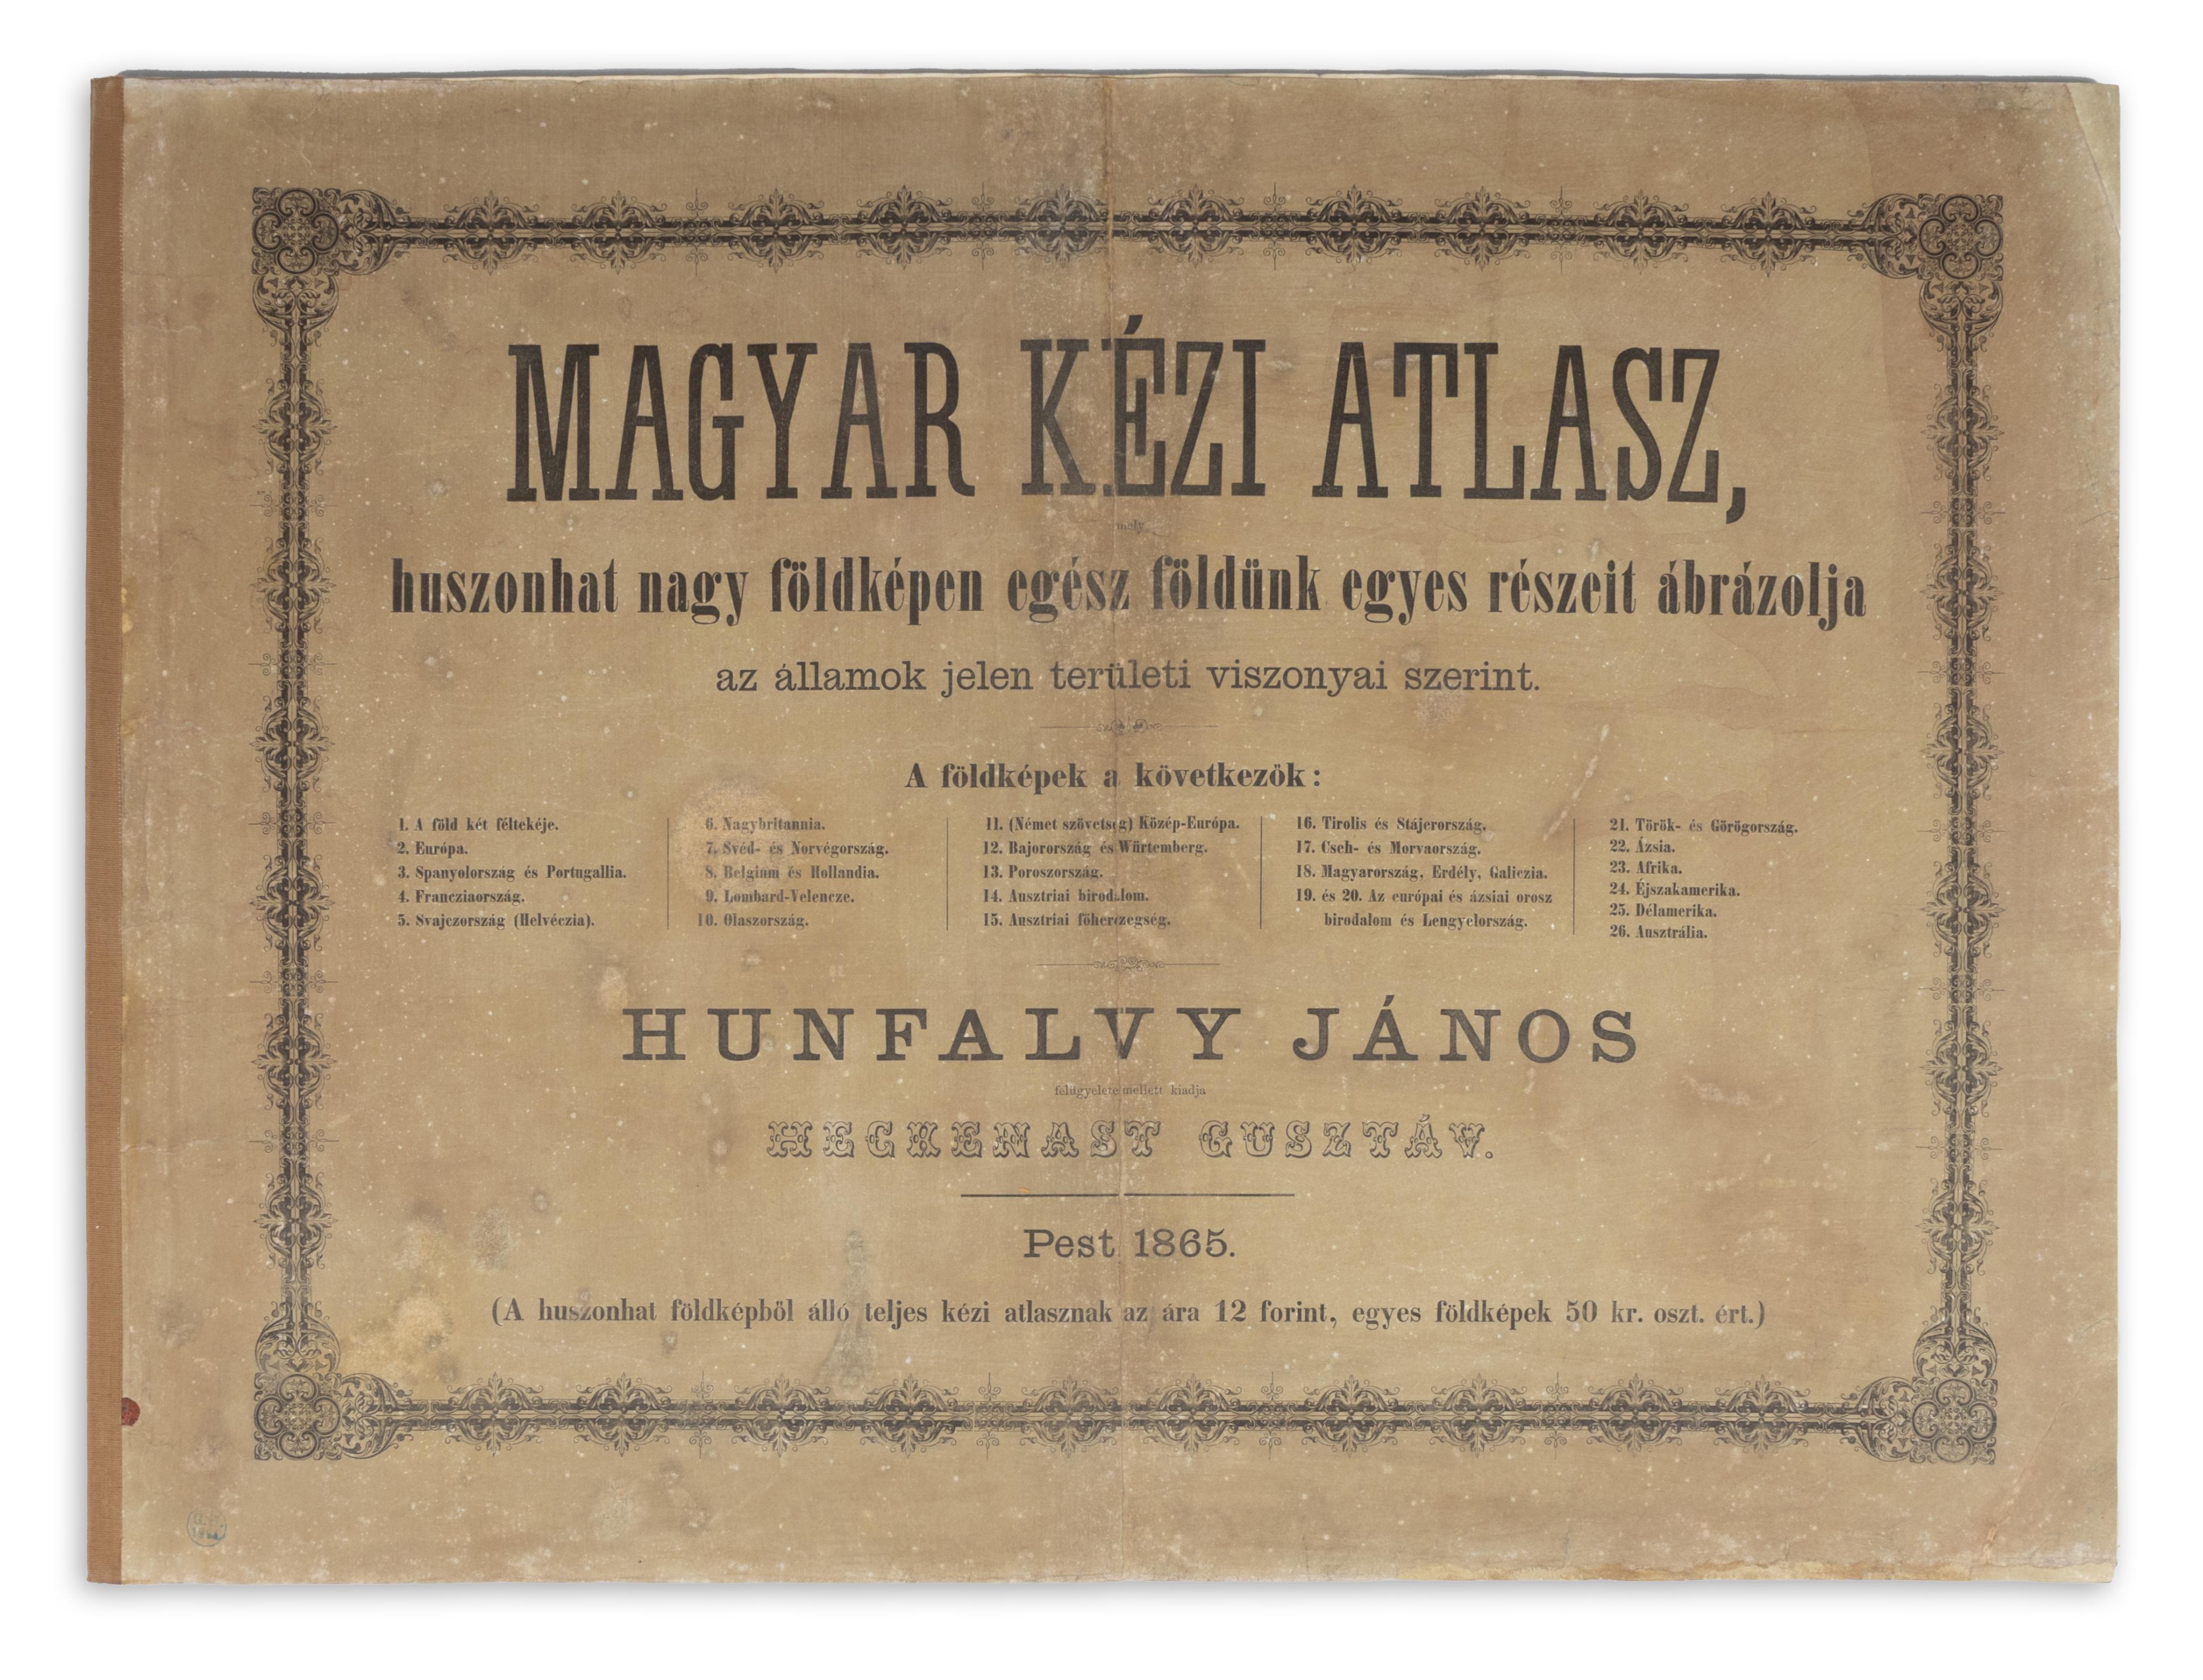 MAGYAR KÉZI ATLASZ,
mely
huszonhat nagy földképen egész földünk egyes részeit ábrázolja
az államok jelen területi viszonyai szerint.
A földképek a következők:
1. A föld két féltekéje.
2. Európa.
3. Spanyolország és Portugallia.
4. Francziaország.
5. Svajczország (Helvéczia).
6. Nagybritannia.
7. Svéd- és Norvégország.
8. Belgium és Hollandia.
9. Lombard-Velencze.
10. Olaszország.
11. (Német szövetség) Közép-Európa.
12. Bajorország és Würtemberg.
13. Poroszország.
14. Ausztriai birodalom.
15. Ausztriai főherczegség.
16. Tirolis és Stájerország.
17. Cseh- és Morvaország.
18. Magyarország, Erdély, Galiczia.
19. és 20. Az európai és ázsiai orosz
birodalom és Lengyelország.
21. Török- és Görögország.
22. Ázsia.
23. Afrika.
24. Éjszakamerika.
25. Délamerika.
26. Ausztrália.
HUNFALVY JÁNOS
felügyelete mellett kiadja
HECKENAST GUSZTÁV.
Pest 1865.
(A huszonhat földképből álló teljes kézi atlasznak az ára 12 forint, egyes földképek 50 kr. oszt. ért.)